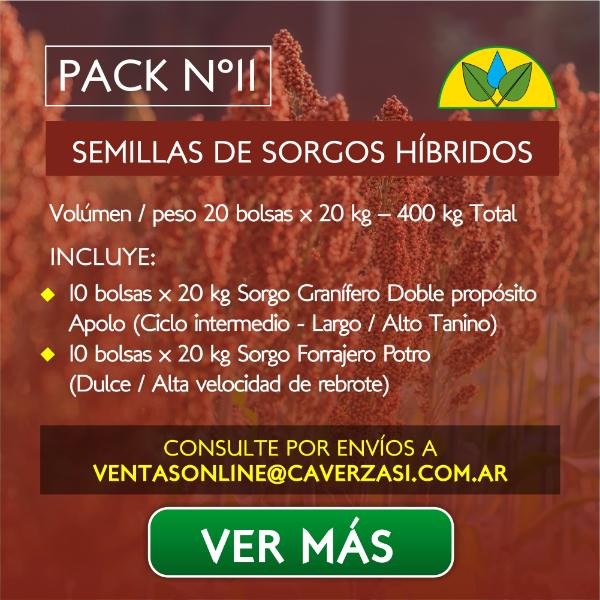 PACK Nº11
SEMILLAS DE SORGOS HÍBRIDOS
Volúmen / peso 20 bolsas x 20 kg – 400 kg Total
INCLUYE:
10 bolsas x 20 kg Sorgo Granífero Doble propósito
Apolo (Ciclo intermedio - Largo / Alto Tanino)
10 bolsas x 20 kg Sorgo Forrajero Potro
(Dulce / Alta velocidad de rebrote)
CONSULTE POR ENVÍOS A
VENTASONLINE@CAVERZASI.COM.AR
VER MÁS